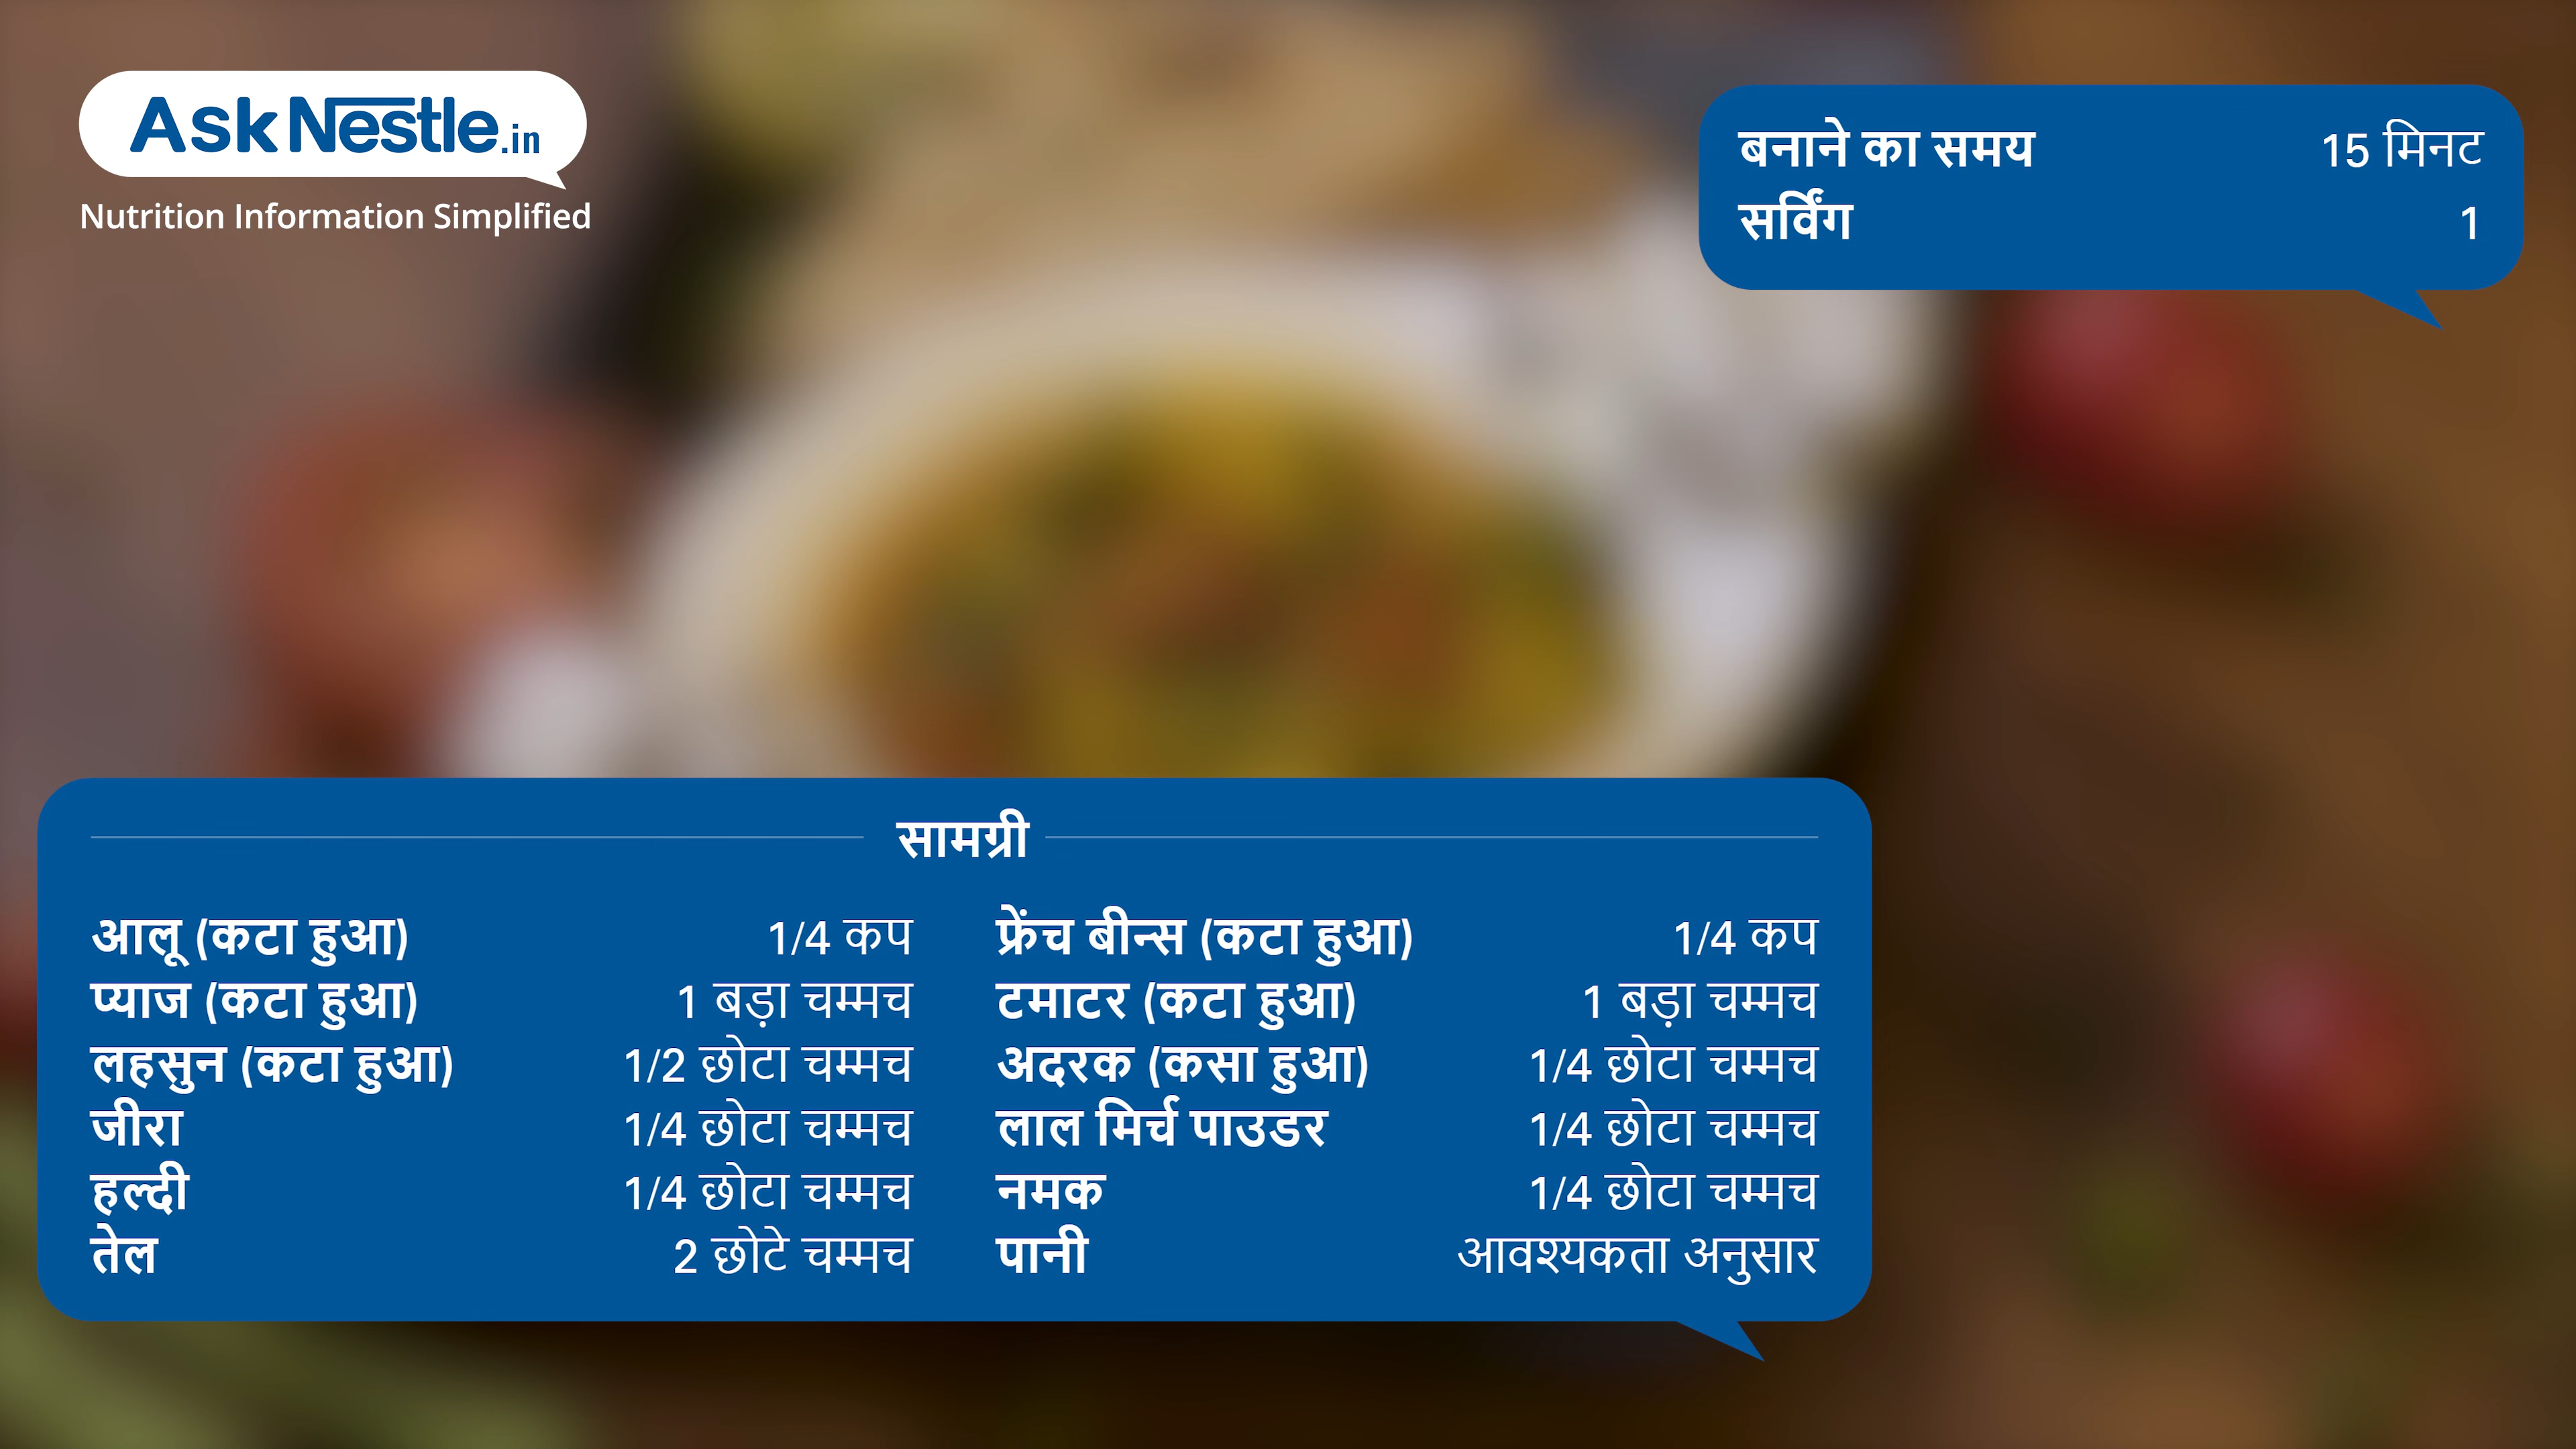 Ask Nestle.in
Nutrition Information Simplified
बनाने का समय 15 मिनट
सर्विंग 1
सामग्री
आलू (कटा हुआ) 1/4 कप
प्याज (कटा हुआ) 1 बड़ा चम्मच
लहसुन (कटा हुआ) 1/2 छोटा चम्मच
जीरा 1/4 छोटा चम्मच
हल्दी 1/4 छोटा चम्मच
तेल 2 छोटे चम्मच
फ्रेंच बीन्स (कटा हुआ) 1/4 कप
टमाटर (कटा हुआ) 1 बड़ा चम्मच
अदरक (कसा हुआ) 1/4 छोटा चम्मच
लाल मिर्च पाउडर 1/4 छोटा चम्मच
नमक 1/4 छोटा चम्मच
पानी आवश्यकता अनुसार